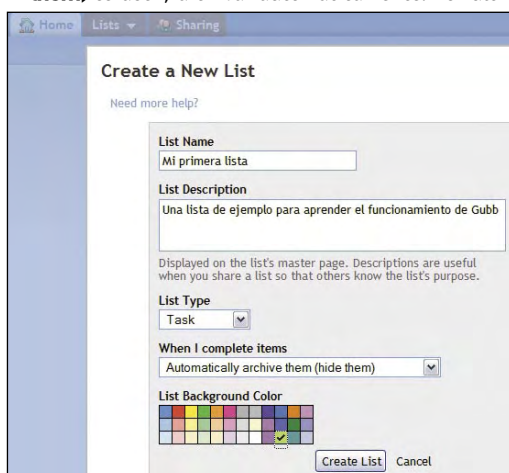 Home Lists Sharing
Create a New List
Need more help?
List Name
Mi primera lista
List Description
Una lista de ejemplo para aprender el funcionamiento de Gubb
Displayed on the list's master page. Descriptions are useful
when you share a list so that others know the list's purpose.
List Type
Task
When I complete items
Automatically archive them (hide them)
List Background Color
Create List Cancel